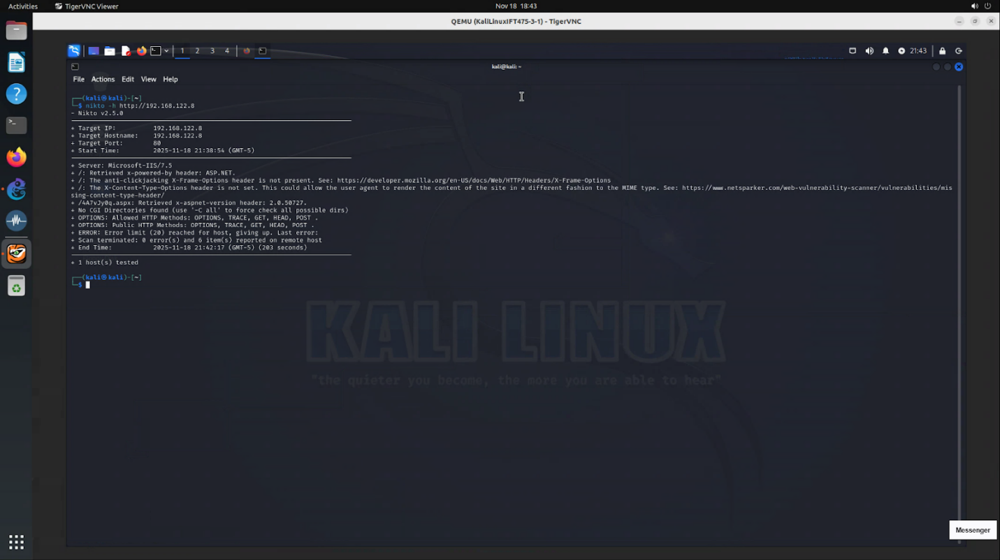 Activities
TigerVNC Viewer
Nov 18 18:43
QEMU (KaliLinuxIFT475-3-1) - TigerVNC
1 2 3 4
21:43
kali@kali: ~
File Actions Edit View Help
┌──(kali㉿kali)-[~]
└─$ nikto -h http://192.168.122.8
- Nikto v2.5.0
+ Target IP: 192.168.122.8
+ Target Hostname: 192.168.122.8
+ Target Port: 80
+ Start Time: 2025-11-18 21:38:54 (GMT-5)
+ Server: Microsoft-IIS/7.5
+ /: Retrieved x-powered-by header: ASP.NET.
+ /: The anti-clickjacking X-Frame-Options header is not present. See: https://developer.mozilla.org/en-US/docs/Web/HTTP/Headers/X-Frame-Options
+ /: The X-Content-Type-Options header is not set. This could allow the user agent to render the content of the site in a different fashion to the MIME type. See: https://www.netsparker.com/web-vulnerability-scanner/vulnerabilities/mis
sing-content-type-header/
+ /4A7vJy0q.aspx: Retrieved x-aspnet-version header: 2.0.50727.
+ No CGI Directories found (use '-C all' to force check all possible dirs)
+ OPTIONS: Allowed HTTP Methods: OPTIONS, TRACE, GET, HEAD, POST .
+ OPTIONS: Public HTTP Methods: OPTIONS, TRACE, GET, HEAD, POST .
+ ERROR: Error limit (20) reached for host, giving up. Last error:
+ Scan terminated: 0 error(s) and 6 item(s) reported on remote host
+ End Time: 2025-11-18 21:42:17 (GMT-5) (203 seconds)
+ 1 host(s) tested
┌──(kali㉿kali)-[~]
└─$
KALI LINUX
"the quieter you become, the more you are able to hear"
Messenger